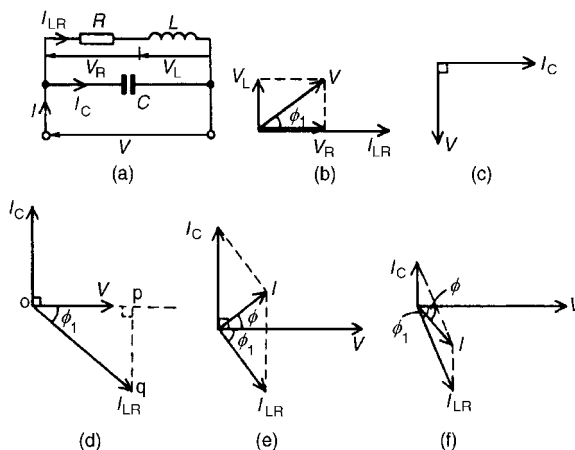 I_LR R L
V_R V_L
I I_C C
V
(a)
V_L V
ϕ₁
V_R I_LR
(b)
I_C
V
(c)
I_C
o V p
ϕ₁
q
I_LR
(d)
I_C
I
ϕ
ϕ₁
V
I_LR
(e)
I_C ϕ
V
ϕ₁
I
I_LR
(f)